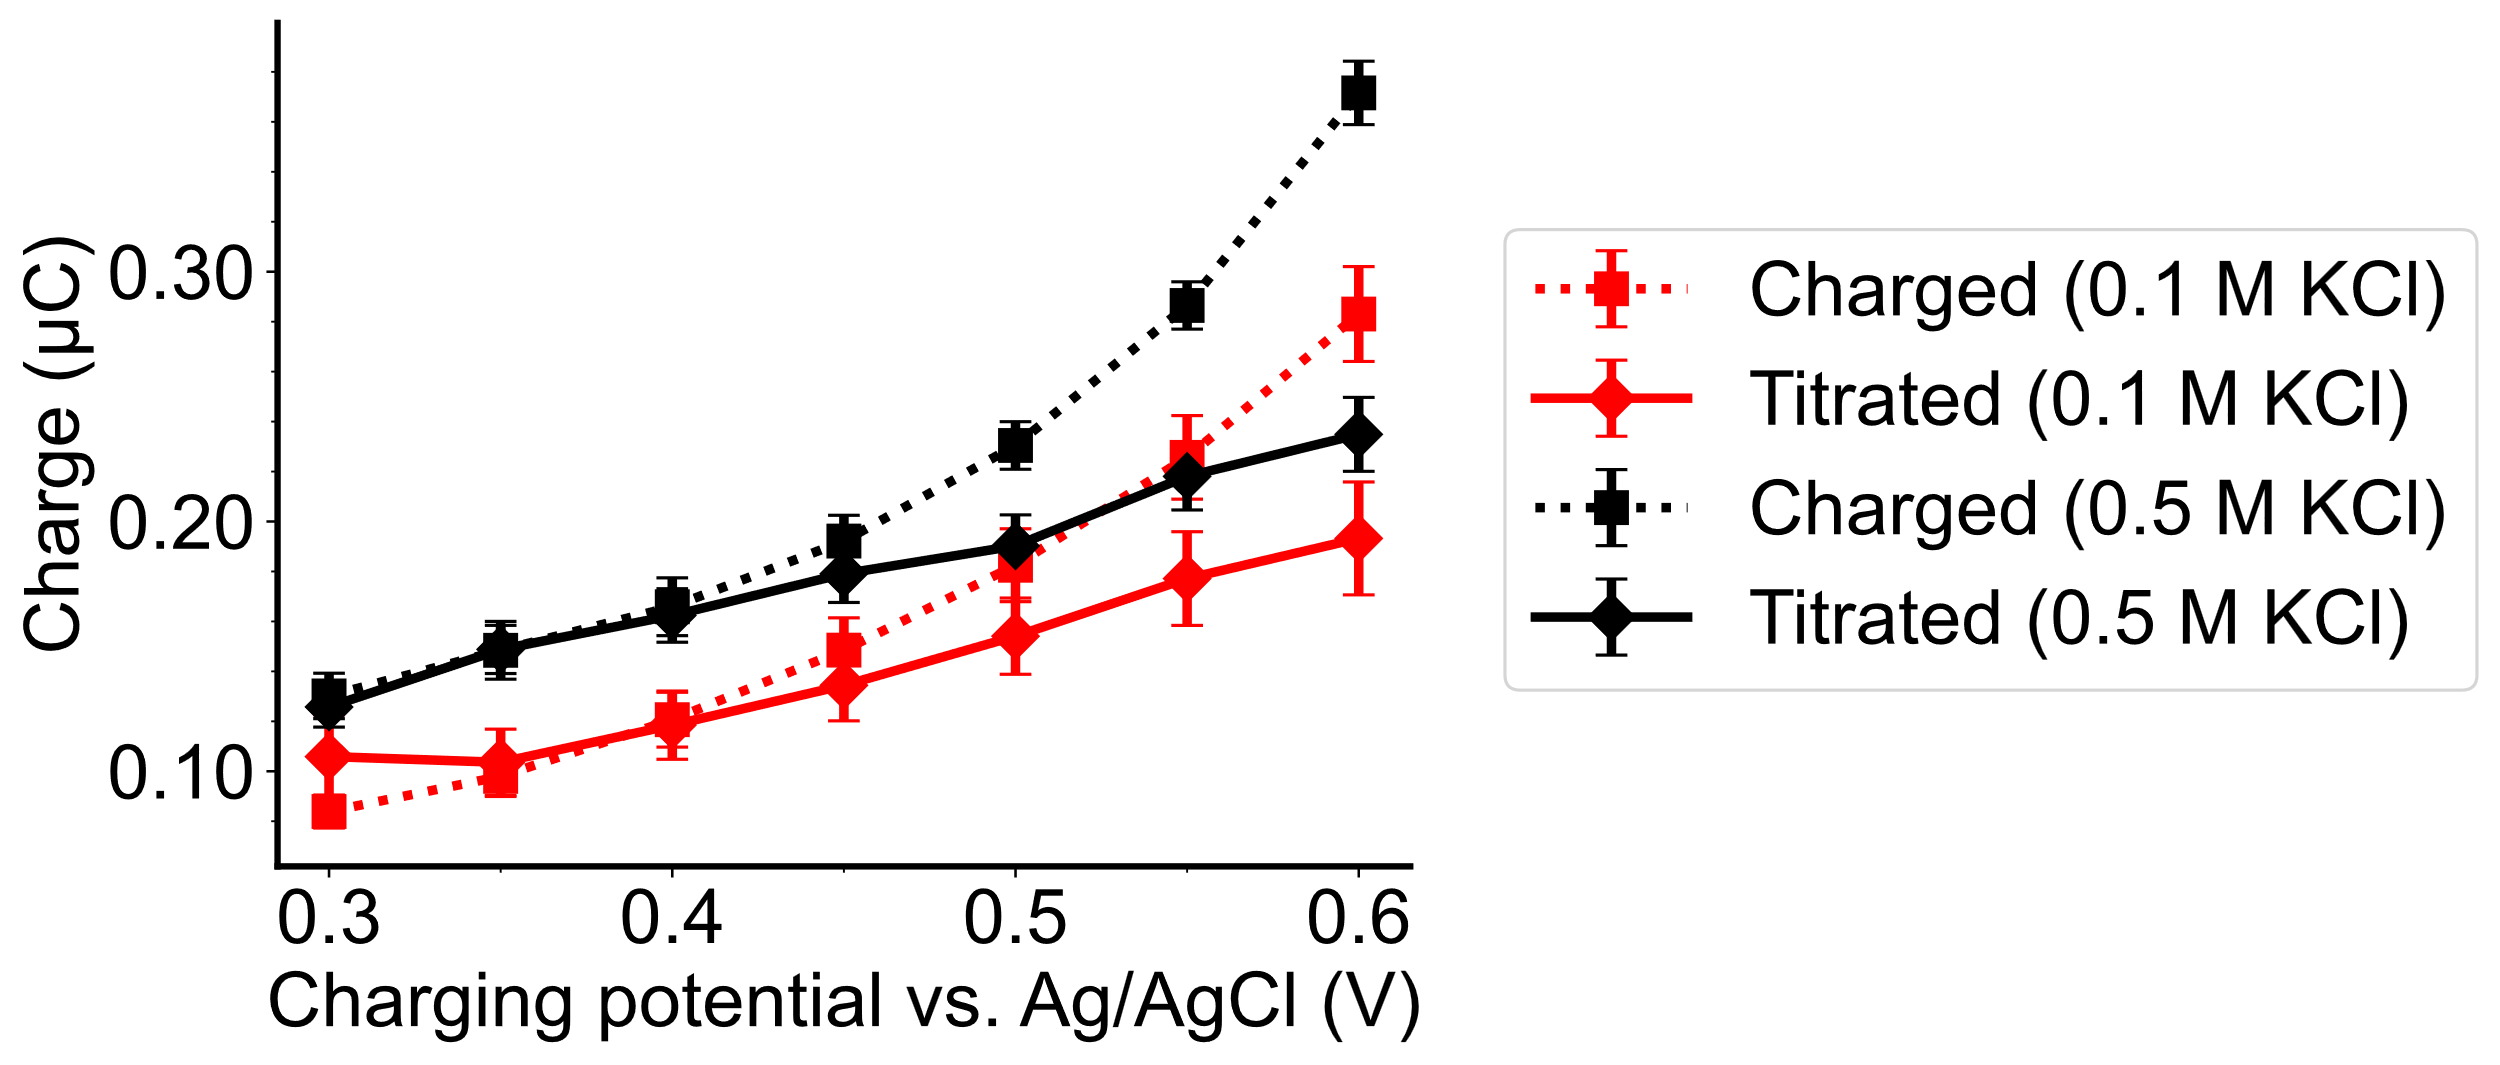 Charge (µC)
0.30
0.20
0.10
0.3
0.4
0.5
0.6
Charging potential vs. Ag/AgCl (V)
Charged (0.1 M KCl)
Titrated (0.1 M KCl)
Charged (0.5 M KCl)
Titrated (0.5 M KCl)